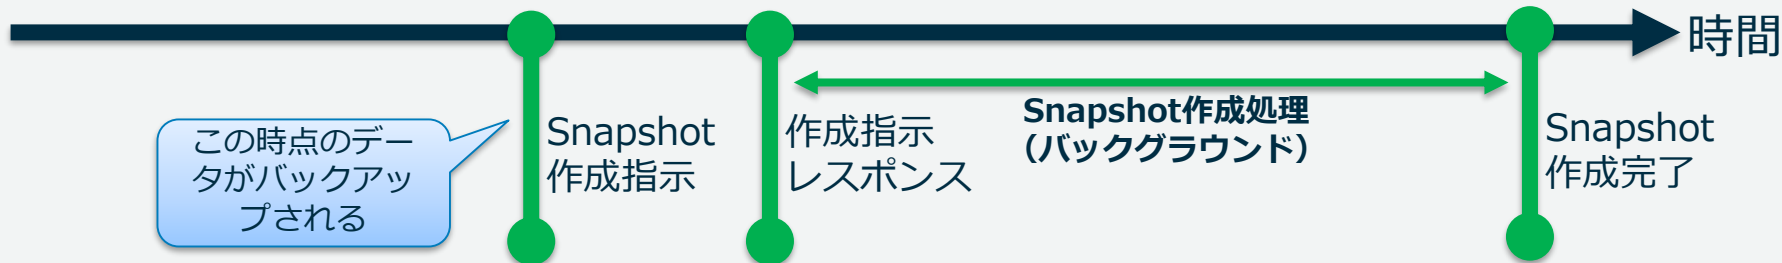 時間
この時点のデー
タがバックアッ
プされる
Snapshot
作成指示
作成指示
レスポンス
Snapshot作成処理
（バックグラウンド）
Snapshot
作成完了